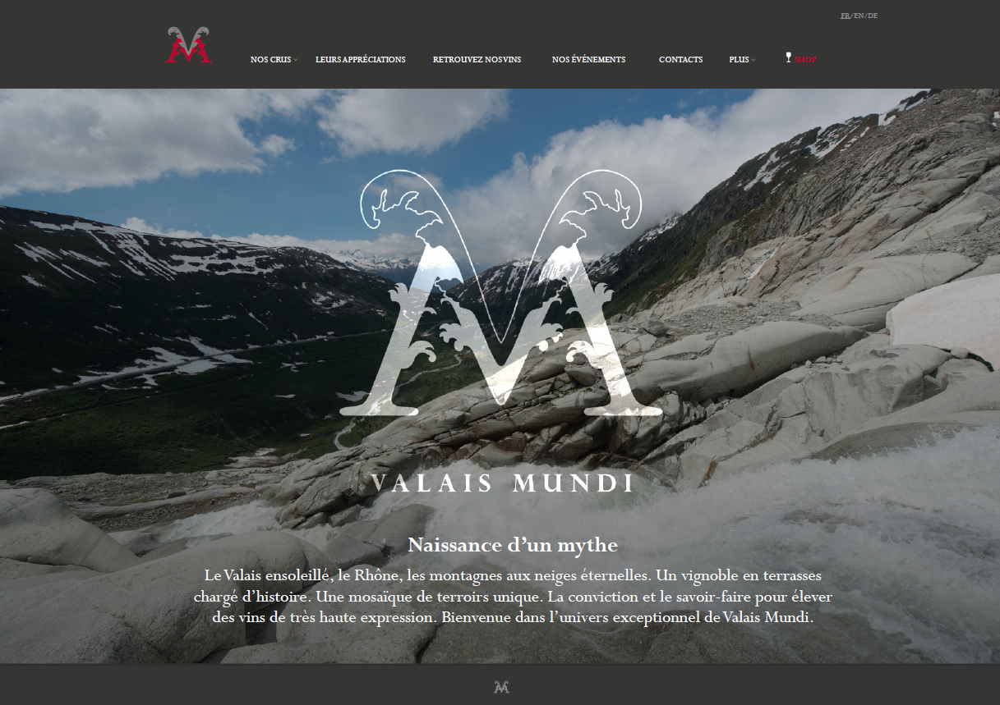 FR/EN/DE
NOS CRUS LEURS APPRÉCIATIONS RETROUVEZ NOS VINS NOS ÉVÉNEMENTS CONTACTS PLUS SHOP
VALAIS MUNDI
Naissance d'un mythe
Le Valais ensoleillé, le Rhône, les montagnes aux neiges éternelles. Un vignoble en terrasses
chargé d'histoire. Une mosaïque de terroirs unique. La conviction et le savoir-faire pour élever
des vins de très haute expression. Bienvenue dans l'univers exceptionnel de Valais Mundi.